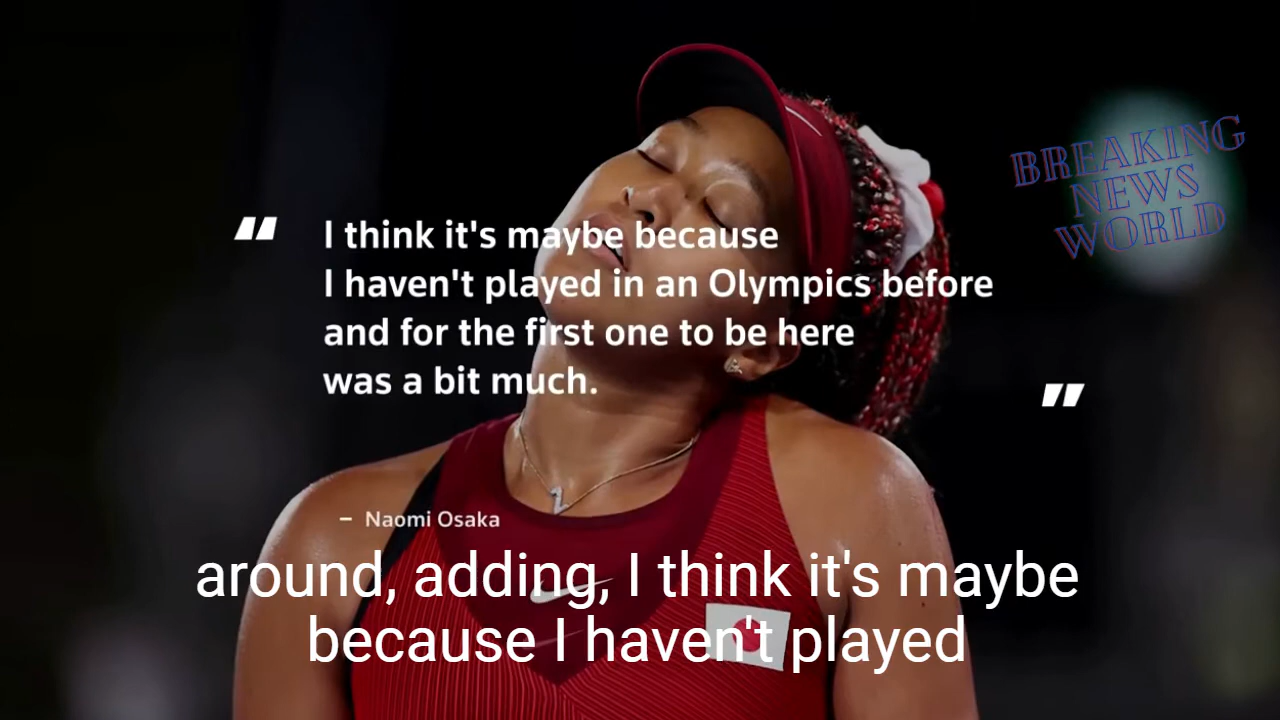 BREAKING
NEWS
WORLD
“ I think it's maybe because
I haven't played in an Olympics before
and for the first one to be here
was a bit much. ”
– Naomi Osaka
around, adding, I think it's maybe
because I haven't played